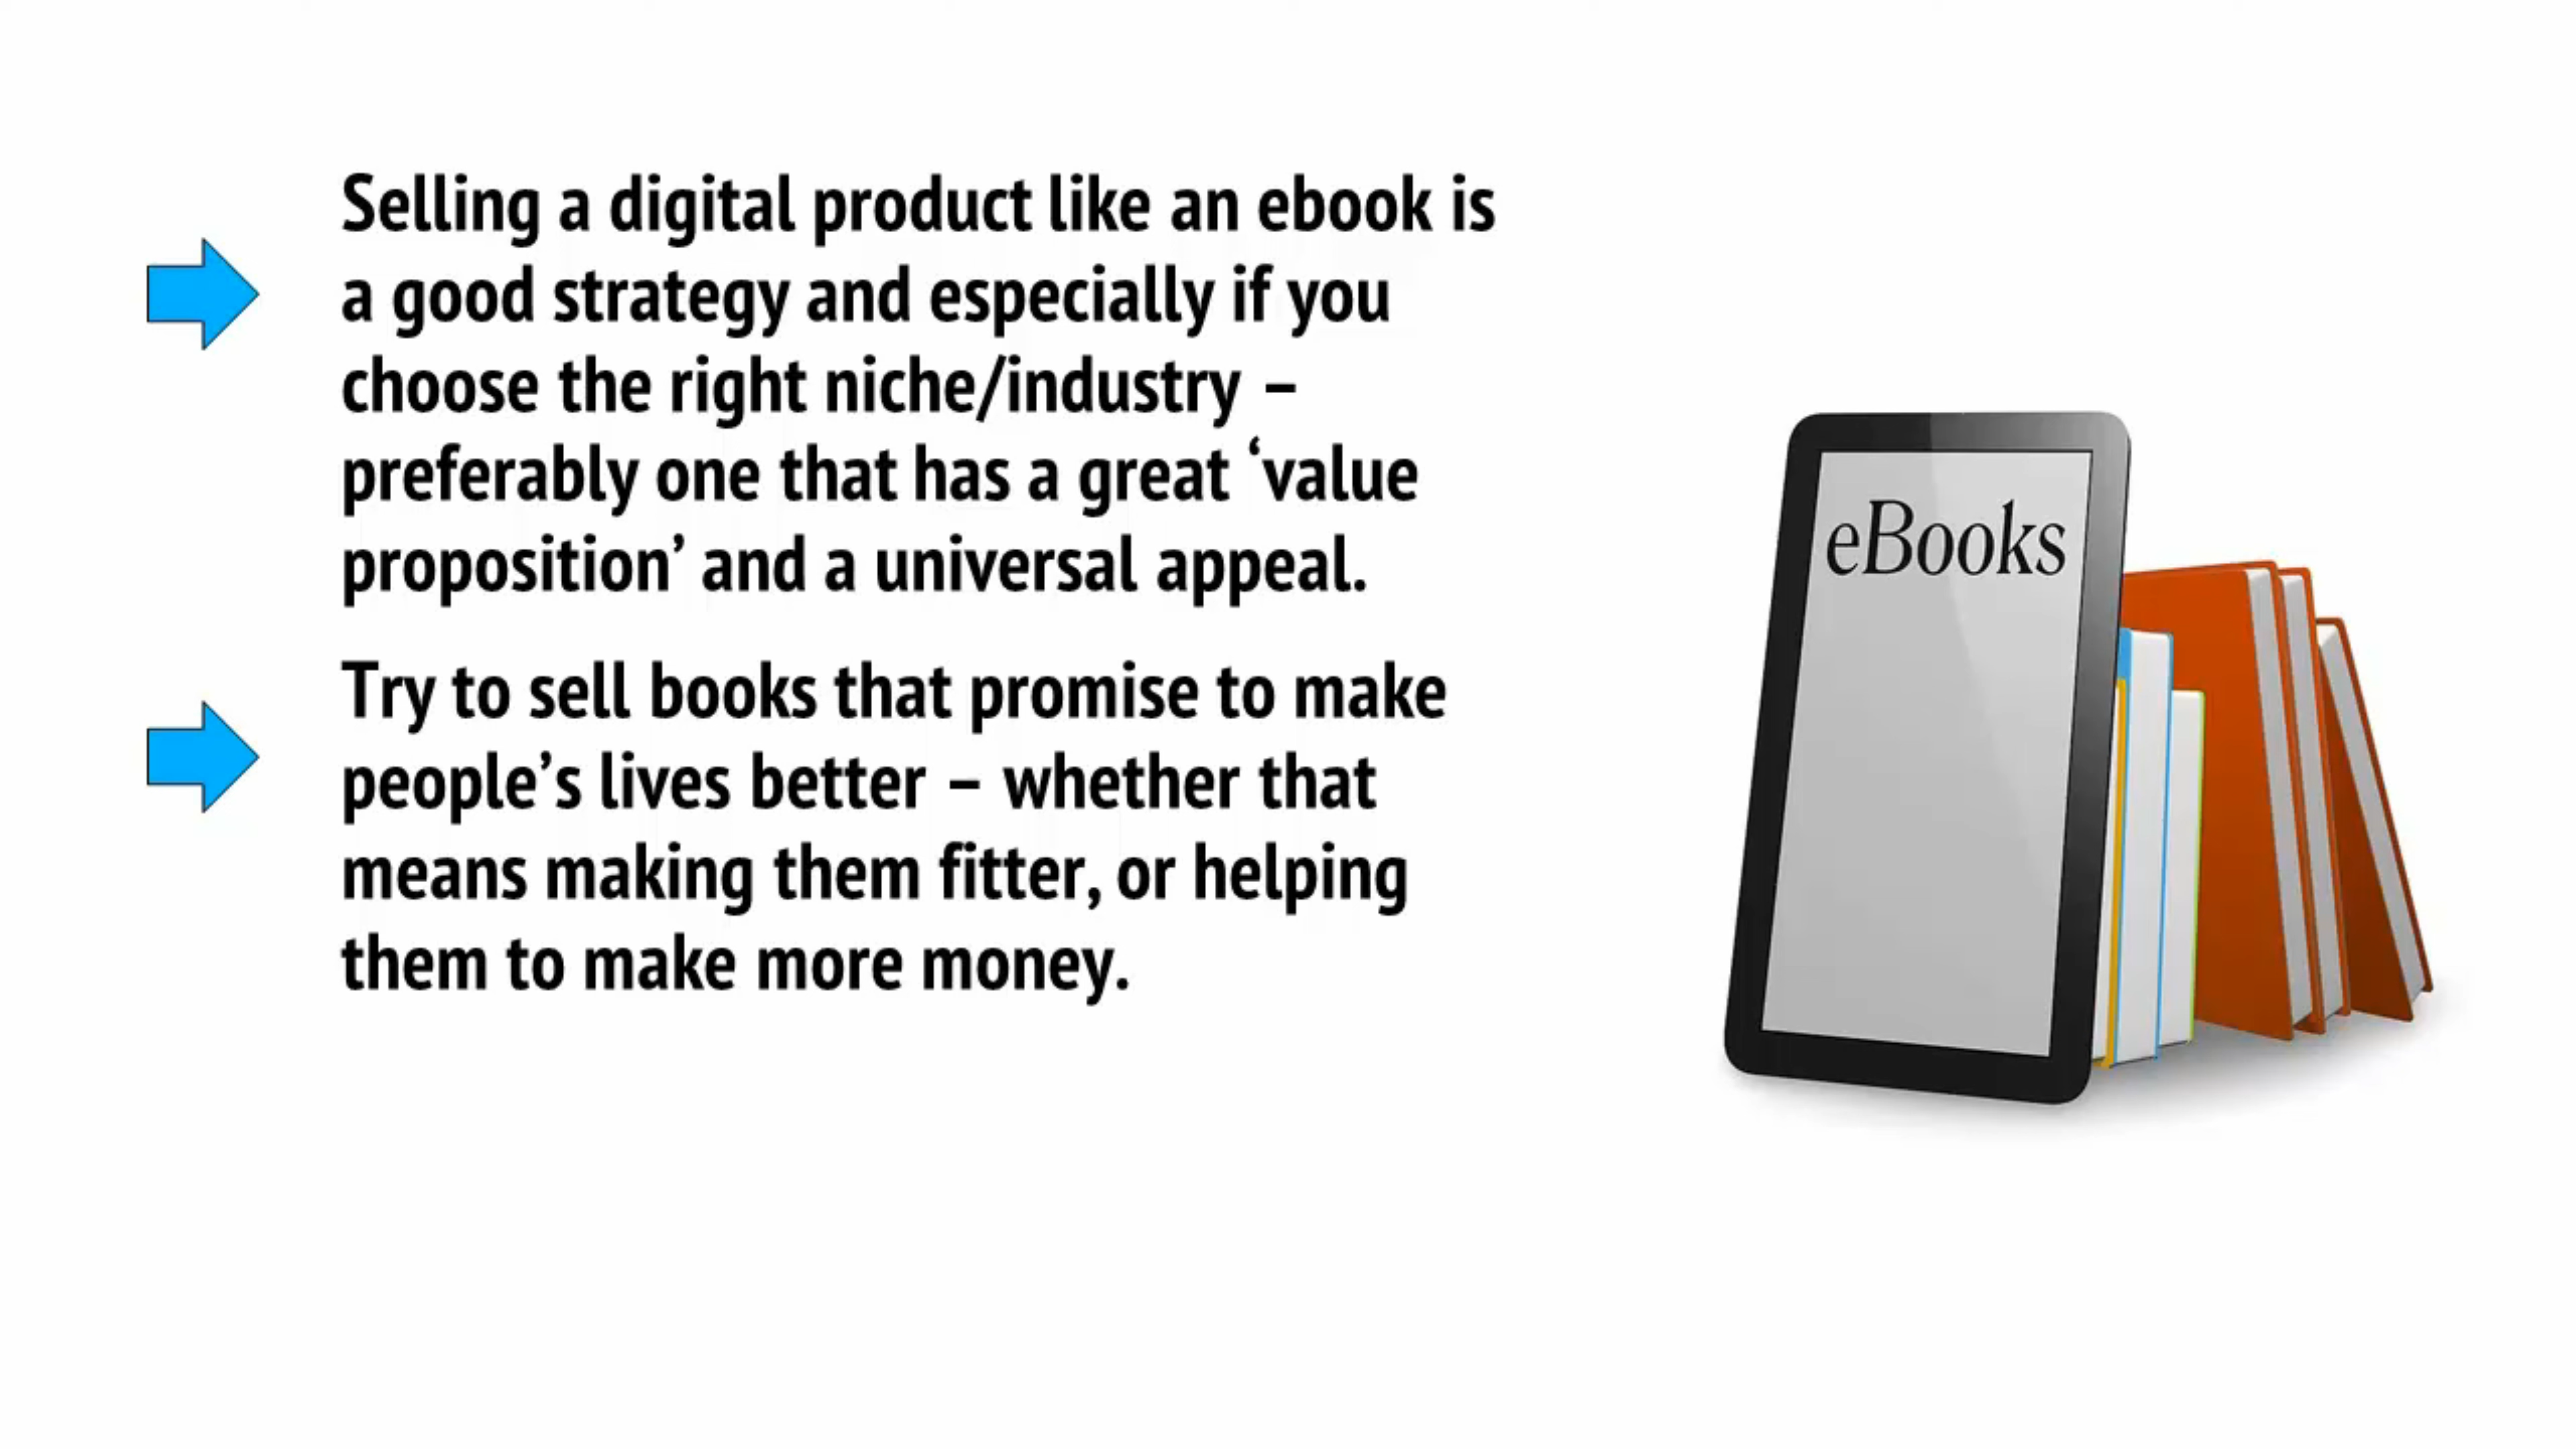 Selling a digital product like an ebook is
a good strategy and especially if you
choose the right niche/industry –
preferably one that has a great ‘value
proposition’ and a universal appeal.
Try to sell books that promise to make
people’s lives better – whether that
means making them fitter, or helping
them to make more money.
eBooks